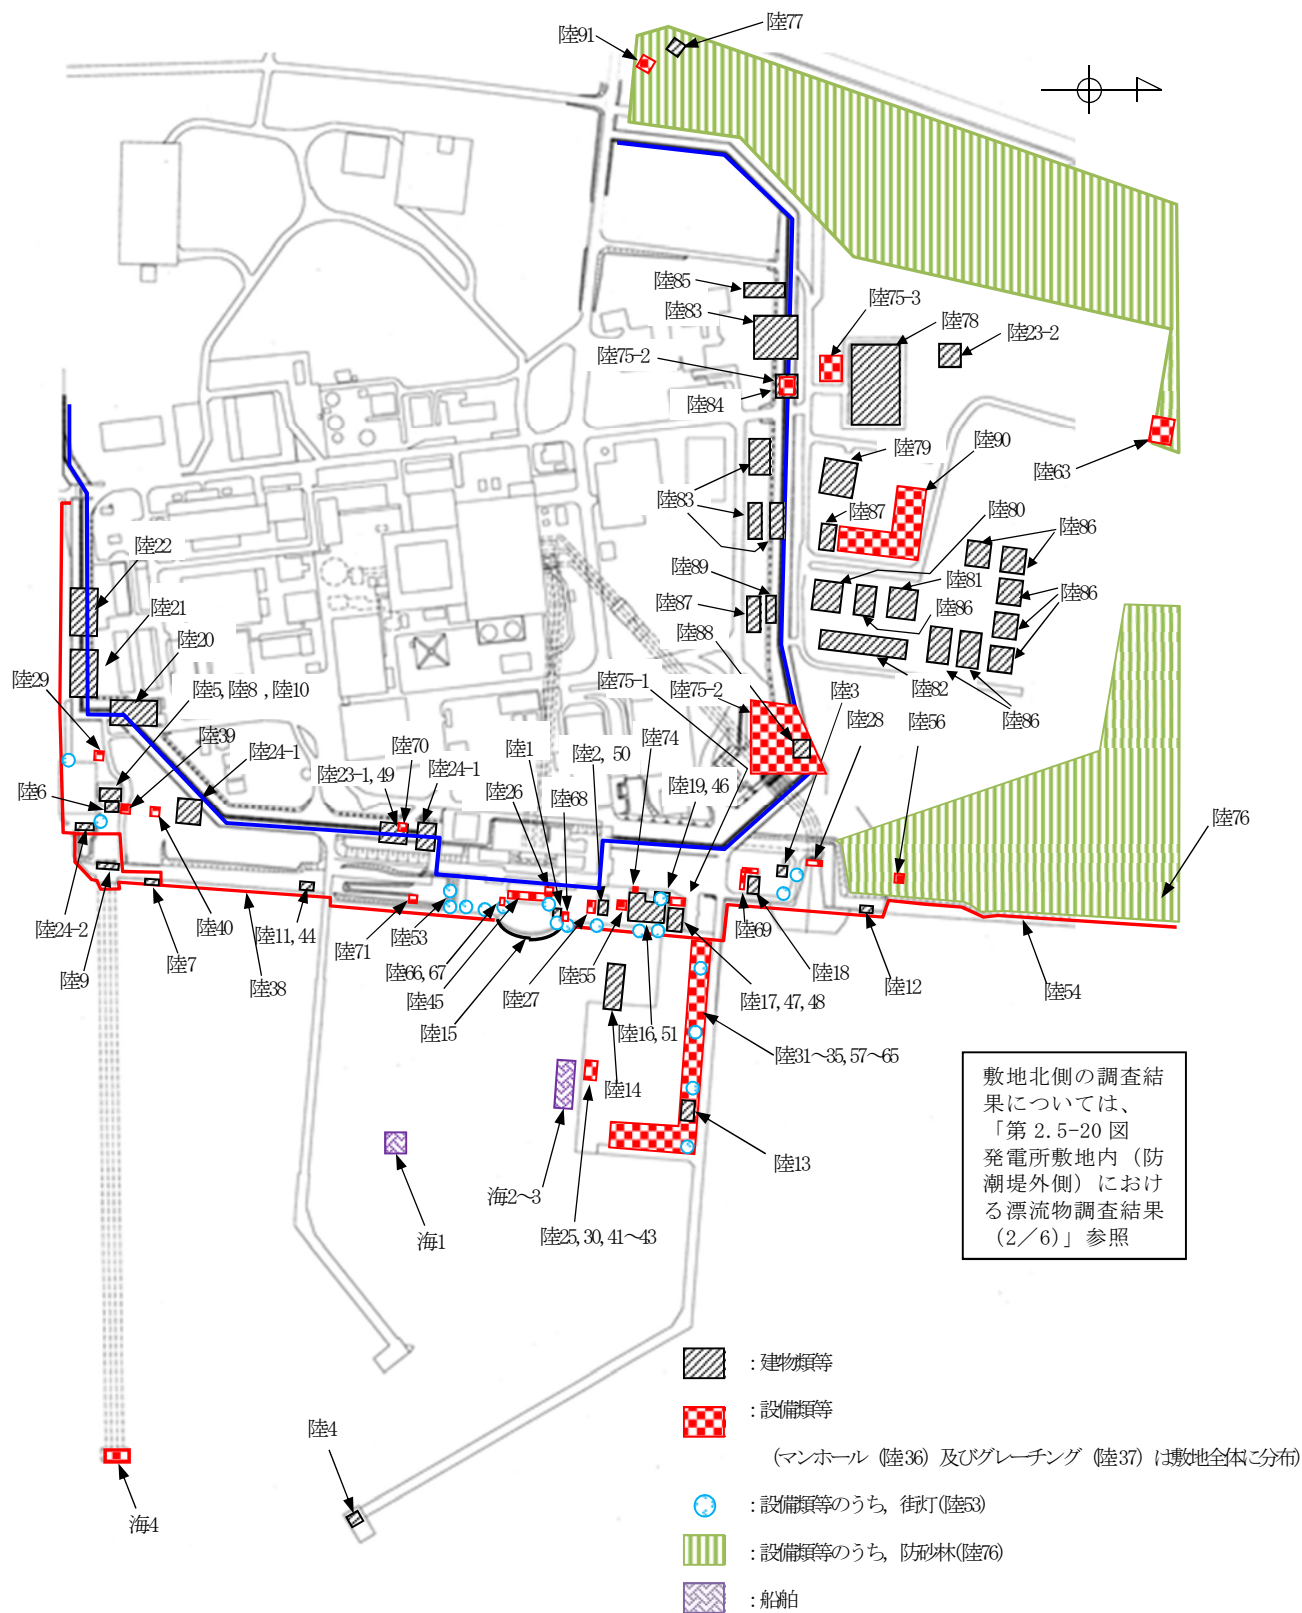 陸77
陸91
陸85
陸83
陸75-3
陸78
陸23-2
陸75-2
陸84
陸79
陸90
陸63
陸83
陸87
陸80
陸86
陸22
陸89
陸81
陸86
陸21
陸87
陸86
陸20
陸88
陸29
陸5, 陸8 , 陸10
陸75-1
陸75-2
陸3
陸82
陸28
陸56
陸86
陸39
陸24-1
陸70
陸23-1, 49
陸24-1
陸1
陸2, 50
陸74
陸6
陸26
陸68
陸19, 46
陸76
陸24-2
陸9
陸7
陸40
陸11, 44
陸38
陸71
陸53
陸66, 67
陸45
陸15
陸27
陸55
陸16, 51
陸69
陸18
陸17, 47, 48
陸12
陸54
陸31～35, 57～65
陸14
陸13
海2～3
陸25, 30, 41～43
海1
敷地北側の調査結
果については、
「第 2.5-20 図
発電所敷地内（防
潮堤外側）におけ
る漂流物調査結果
（2／6）」参照
陸4
海4
：建物類等
：設備類等
（マンホール（陸36）及びグレーチング（陸37）は敷地全体に分布）
：設備類等のうち，街灯(陸53)
：設備類等のうち，防砂林(陸76)
：船舶